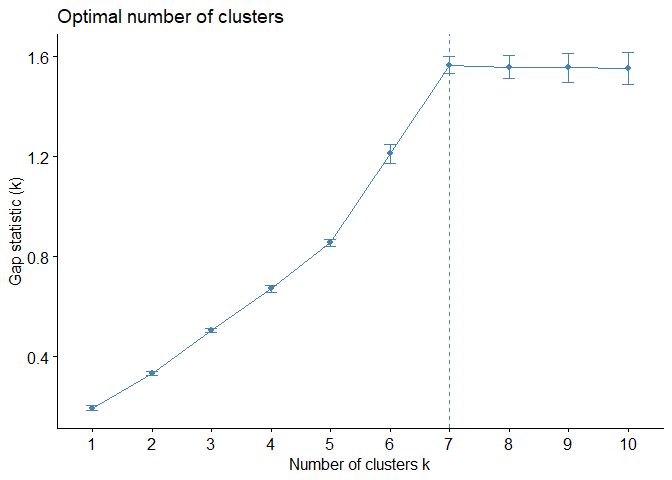 Optimal number of clusters
1.6
1.2
0.8
0.4
Gap statistic (k)
1 2 3 4 5 6 7 8 9 10
Number of clusters k